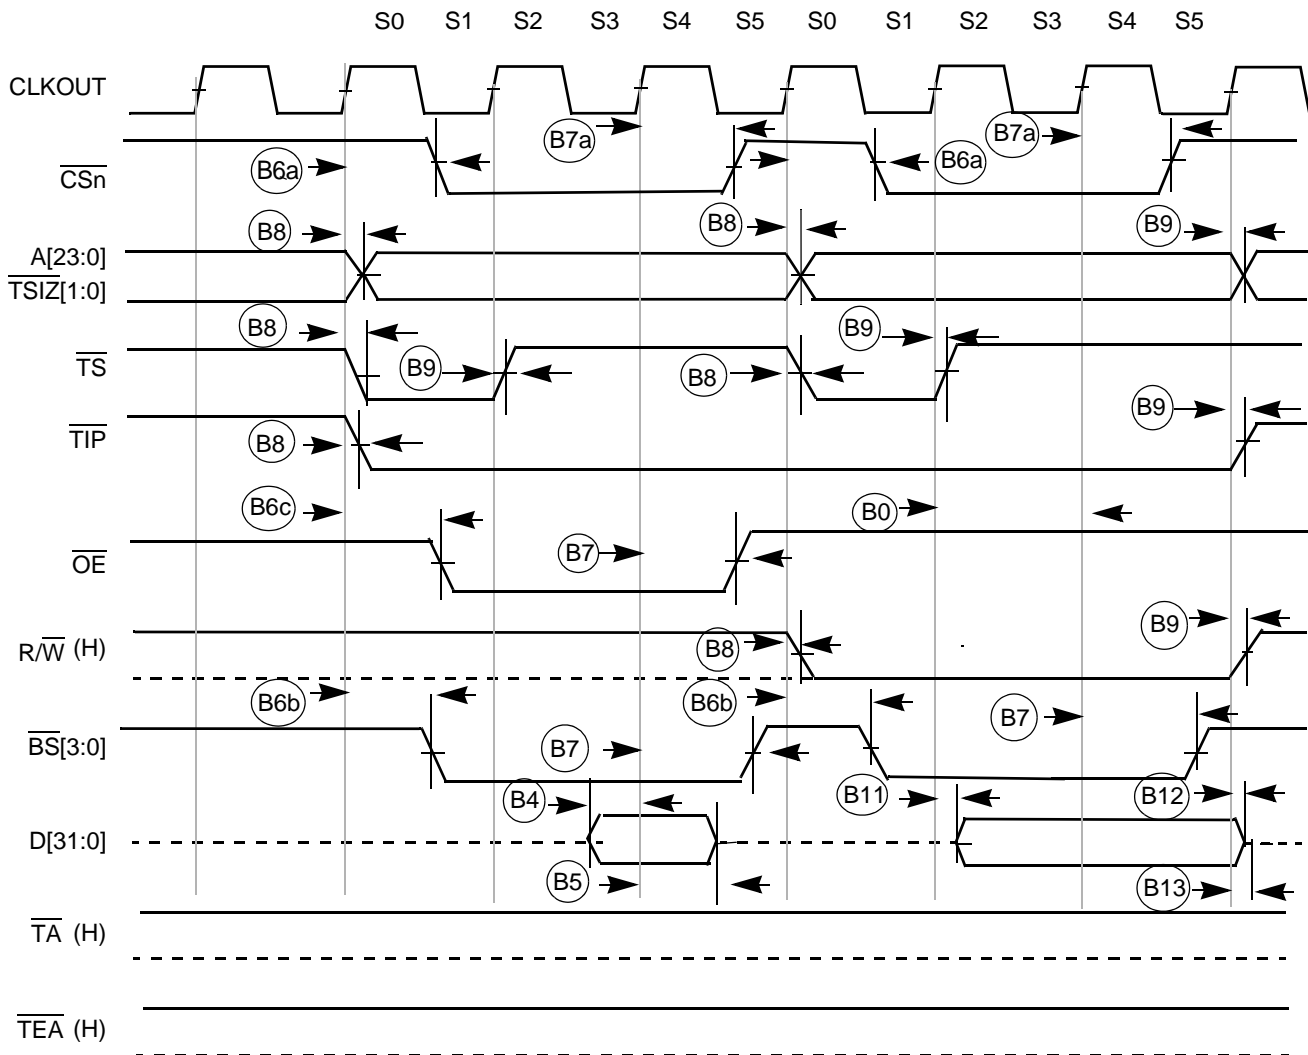 S0 S1 S2 S3 S4 S5 S0 S1 S2 S3 S4 S5
CLKOUT
B7a B7a
CSn B6a B6a
B8 B8 B9
A[23:0]
TSIZ[1:0]
B8 B9
TS B9 B8
B9
TIP B8
B6c B0
OE B7
R/W (H) B8 B9
B6b B6b B7
BS[3:0] B7
B4 B11 B12
D[31:0]
B5 B13
TA (H)
TEA (H)